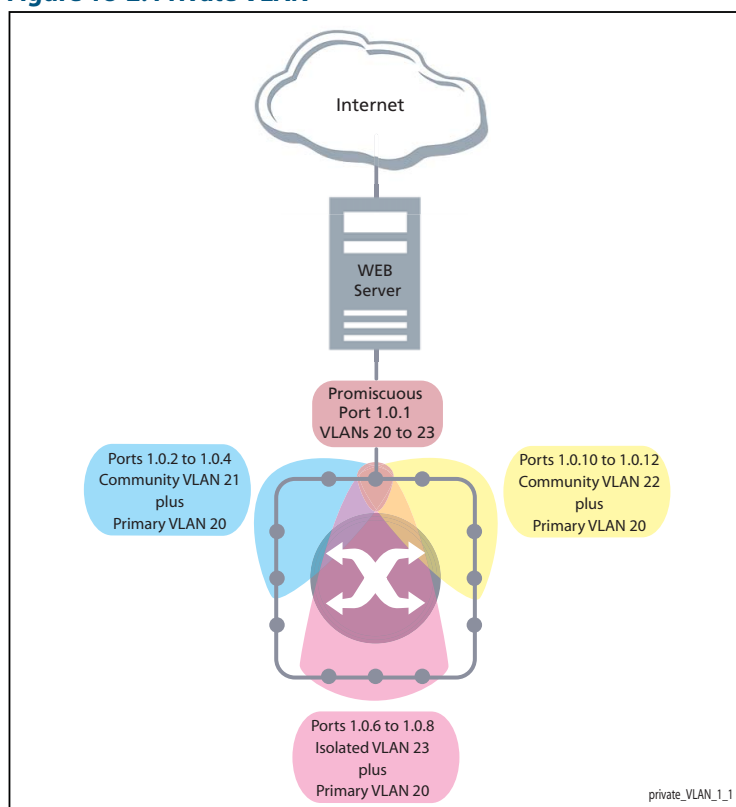 Internet
WEB
Server
Promiscuous
Port 1.0.1
VLANs 20 to 23
Ports 1.0.2 to 1.0.4
Community VLAN 21
plus
Primary VLAN 20
Ports 1.0.10 to 1.0.12
Community VLAN 22
plus
Primary VLAN 20
Ports 1.0.6 to 1.0.8
Isolated VLAN 23
plus
Primary VLAN 20
private_VLAN_1_1